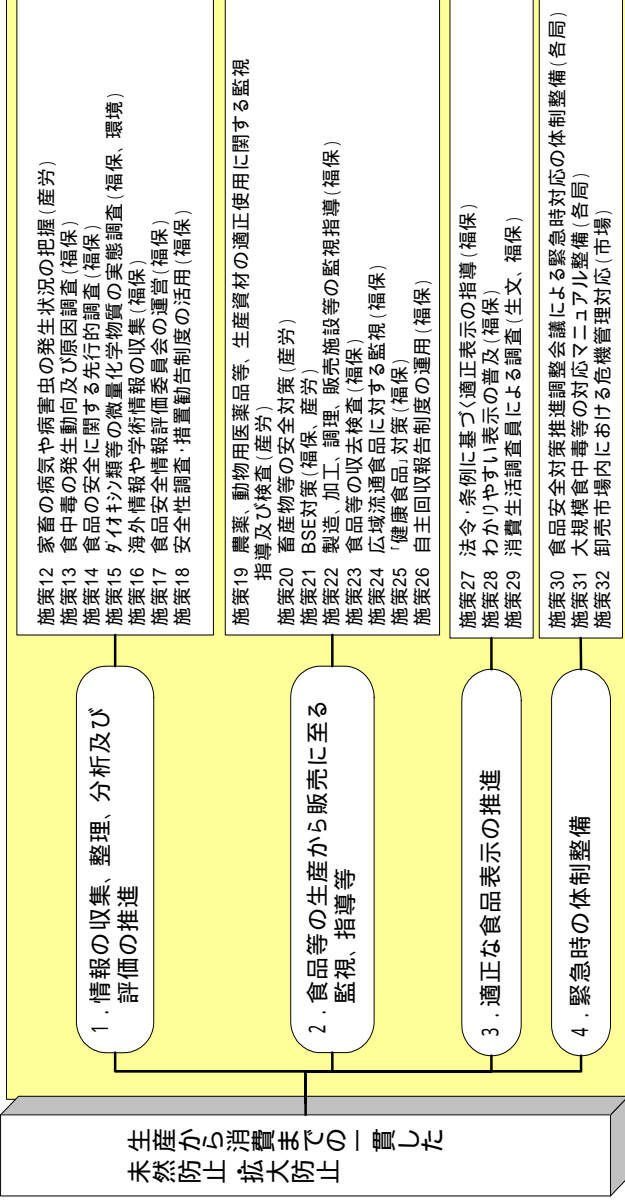 生産から消費までの一貫した
未然防止・拡大防止
1．情報の収集、整理、分析及び
評価の推進
施策12 家畜の病気や病害虫の発生状況の把握(産労)
施策13 食中毒の発生動向及び原因調査(福保)
施策14 食品の安全に関する先行的調査(福保)
施策15 ダイオキシン類等の微量化学物質の実態調査(福保、環境)
施策16 海外情報や学術情報の収集(福保)
施策17 食品安全情報評価委員会の運営(福保)
施策18 安全性調査・措置勧告制度の活用(福保)
2．食品等の生産から販売に至る
監視、指導等
施策19 農薬、動物用医薬品等、生産資材の適正使用に関する監視
指導及び検査(産労)
施策20 畜産物等の安全対策(産労)
施策21 BSE対策(福保、産労)
施策22 製造、加工、調理、販売施設等の監視指導(福保)
施策23 食品等の収去検査(福保)
施策24 広域流通食品に対する監視(福保)
施策25 「健康食品」対策(福保)
施策26 自主回収報告制度の運用(福保)
3．適正な食品表示の推進
施策27 法令・条例に基づく適正表示の指導(福保)
施策28 わかりやすい表示の普及(福保)
施策29 消費生活調査員による調査(生文、福保)
4．緊急時の体制整備
施策30 食品安全対策推進調整会議による緊急時対応の体制整備(各局)
施策31 大規模食中毒等の対応マニュアル整備(各局)
施策32 卸売市場内における危機管理対応(市場)